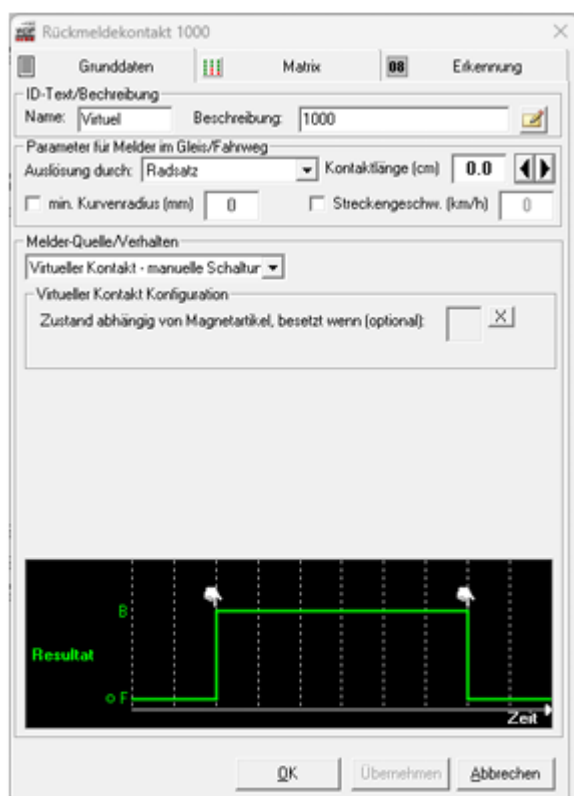 Rückmeldekontakt 1000
Grunddaten Matrix 08 Erkennung
ID-Text/Bechreibung
Name: Virtuel Beschreibung: 1000
Parameter für Melder im Gleis/Fahrweg
Auslösung durch: Radsatz Kontaktlänge (cm) 0.0
min. Kurvenradius (mm) 0 Streckengeschw. (km/h) 0
Melder-Quelle/Verhalten
Virtueller Kontakt - manuelle Schaltur
Virtueller Kontakt Konfiguration
Zustand abhängig von Magnetartikel, besetzt wenn (optional): X
B
Resultat
F
Zeit
OK Übernehmen Abbrechen